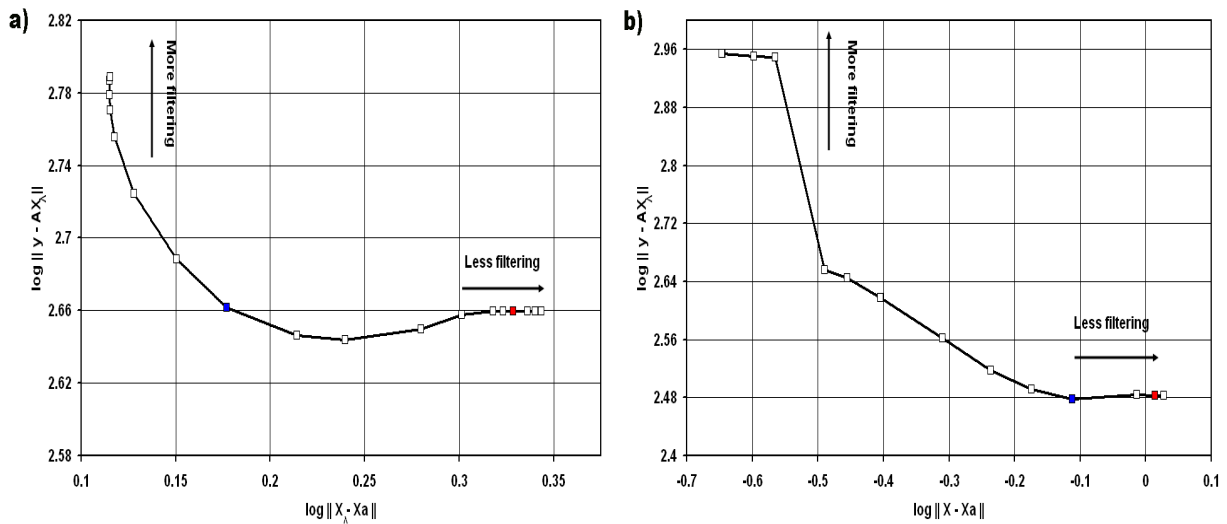 a)
2.82
2.78
2.74
2.7
2.66
2.62
2.58
log || y - AXλ||
More filtering
Less filtering
0.1 0.15 0.2 0.25 0.3 0.35
log || Xλ- Xa ||
b)
2.96
2.88
2.8
2.72
2.64
2.56
2.48
2.4
log || y - AXλ||
More filtering
Less filtering
-0.7 -0.6 -0.5 -0.4 -0.3 -0.2 -0.1 0 0.1
log || X - Xa ||